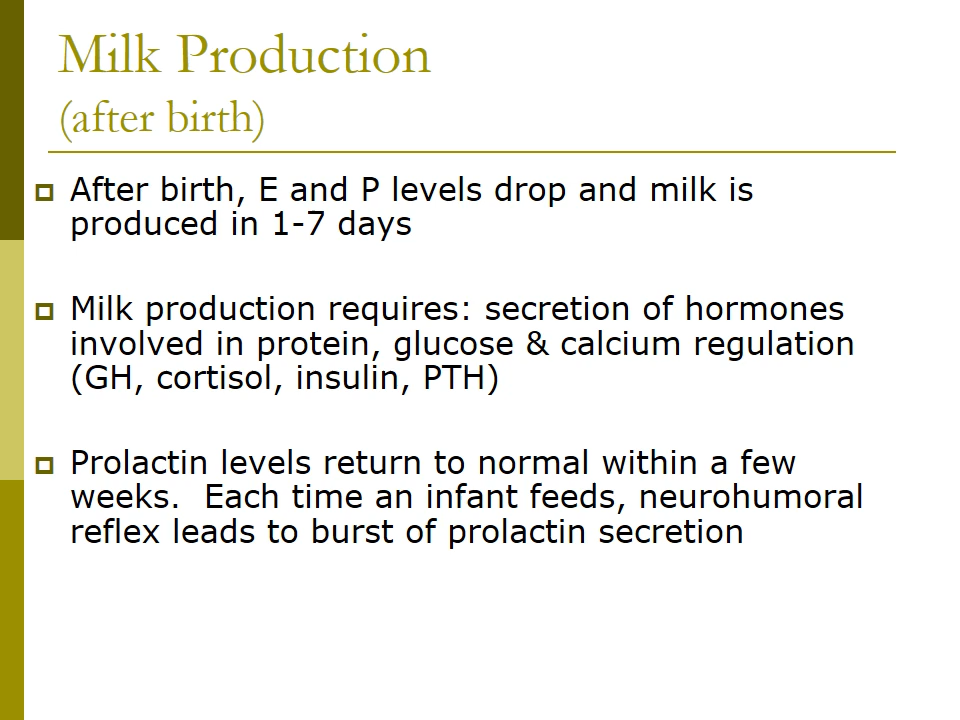 Milk Production
(after birth)
After birth, E and P levels drop and milk is
produced in 1-7 days
Milk production requires: secretion of hormones
involved in protein, glucose & calcium regulation
(GH, cortisol, insulin, PTH)
Prolactin levels return to normal within a few
weeks.  Each time an infant feeds, neurohumoral
reflex leads to burst of prolactin secretion